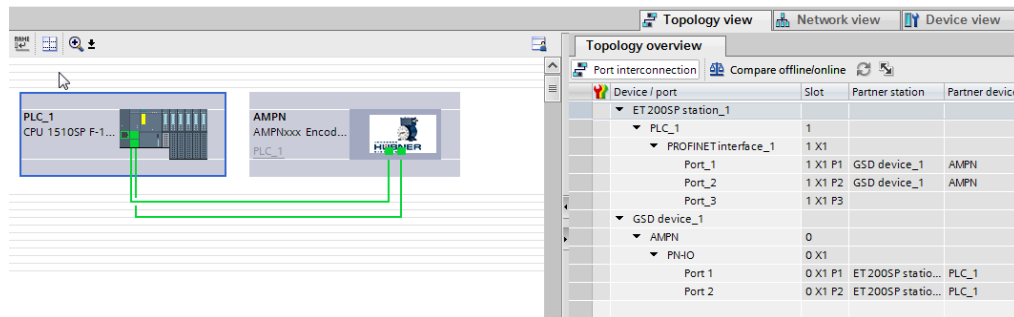 Topology view
Network view
Device view
Topology overview
Port interconnection
Compare offline/online
PLC_1
CPU 1510SP F-1...
AMPN
AMPNxxx Encod...
PLC_1
HÜBNER
Device / port Slot Partner station Partner device
ET 200SP station_1
PLC_1 1
PROFINET interface_1 1 X1
Port_1 1 X1 P1 GSD device_1 AMPN
Port_2 1 X1 P2 GSD device_1 AMPN
Port_3 1 X1 P3
GSD device_1
AMPN 0
PN-IO 0 X1
Port 1 0 X1 P1 ET 200SP statio... PLC_1
Port 2 0 X1 P2 ET 200SP statio... PLC_1